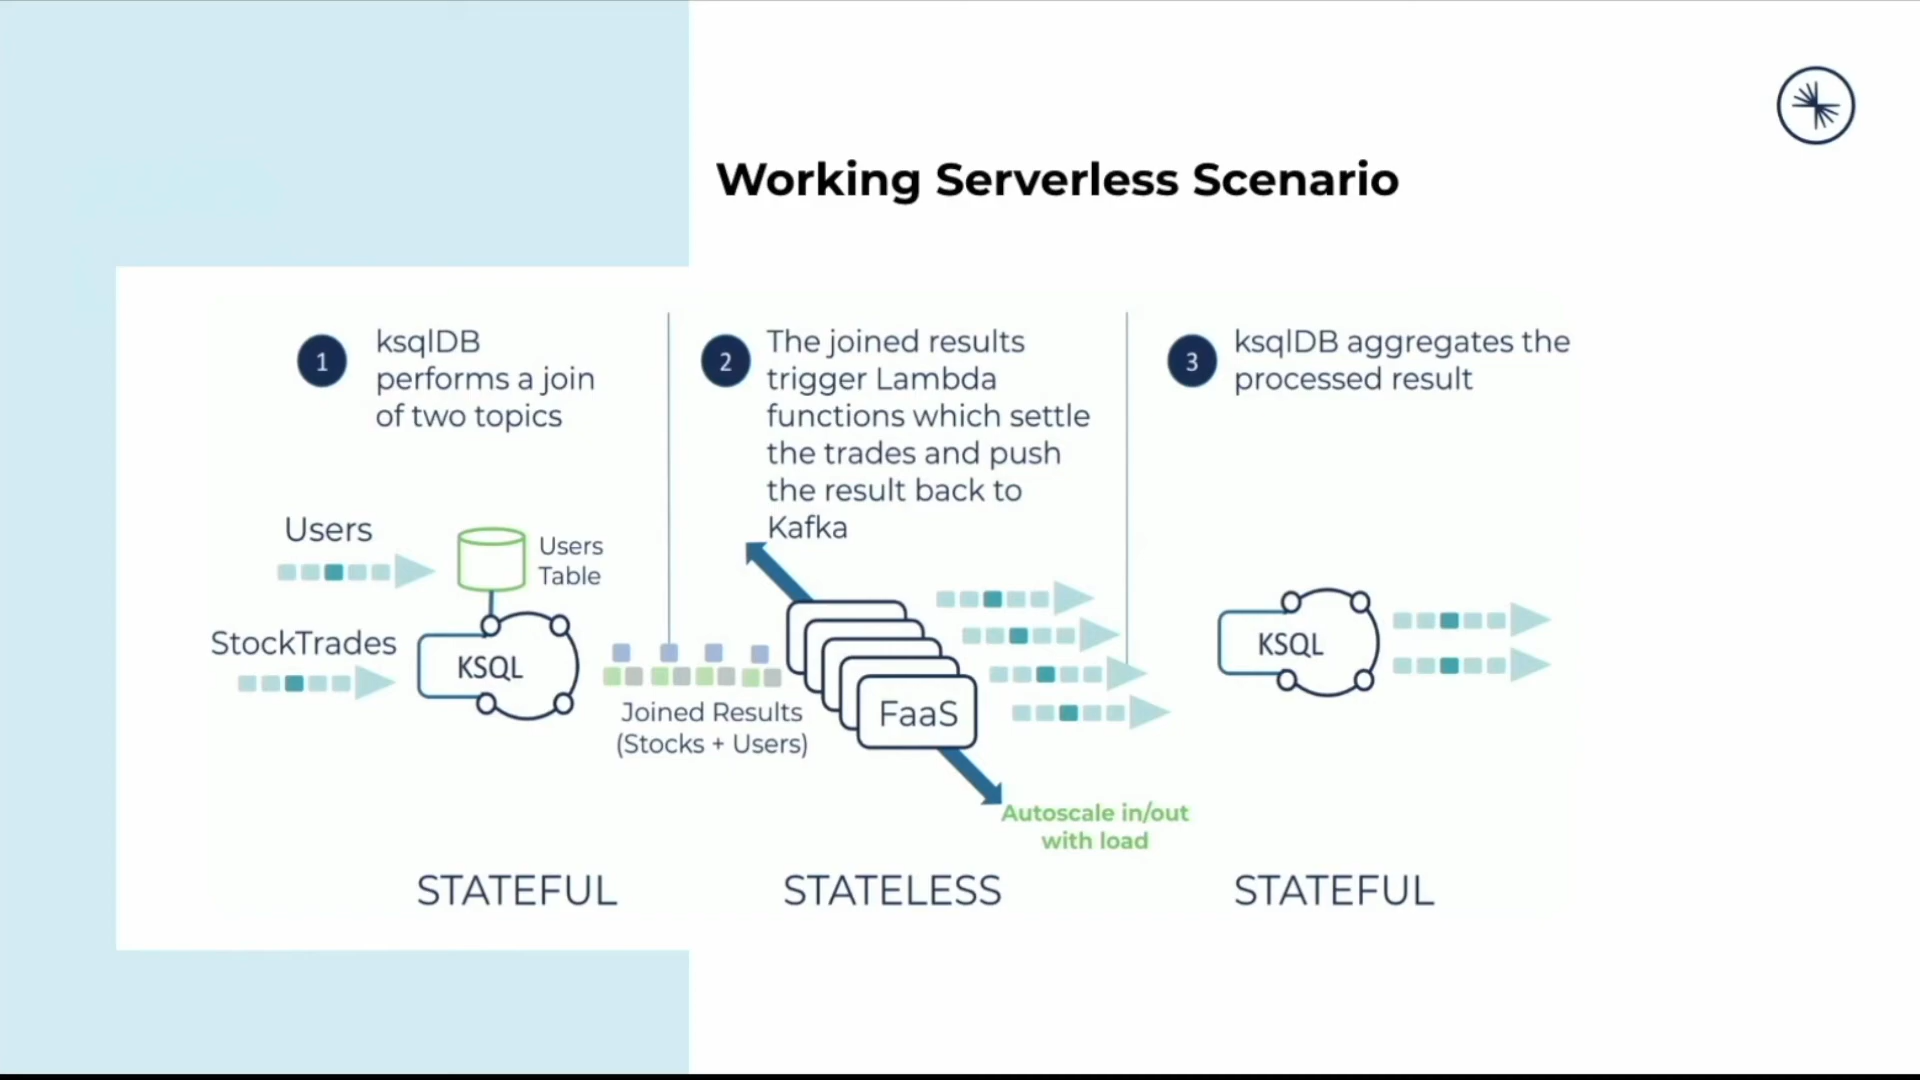 Working Serverless Scenario
1
ksqlDB
performs a join
of two topics
2
The joined results
trigger Lambda
functions which settle
the trades and push
the result back to
Kafka
3
ksqlDB aggregates the
processed result
Users
Users
Table
StockTrades
KSQL
Joined Results
(Stocks + Users)
FaaS
KSQL
Autoscale in/out
with load
STATEFUL
STATELESS
STATEFUL